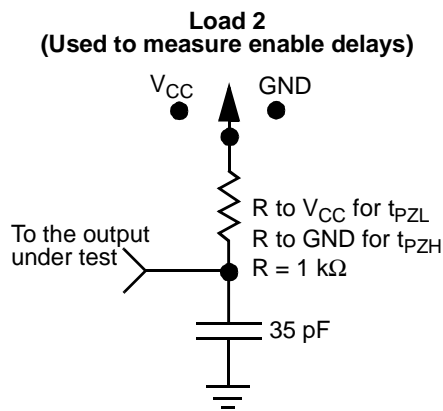 Load 2
(Used to measure enable delays)
VCC GND
R to VCC for tPZL
R to GND for tPZH
R = 1 kΩ
To the output
under test
35 pF